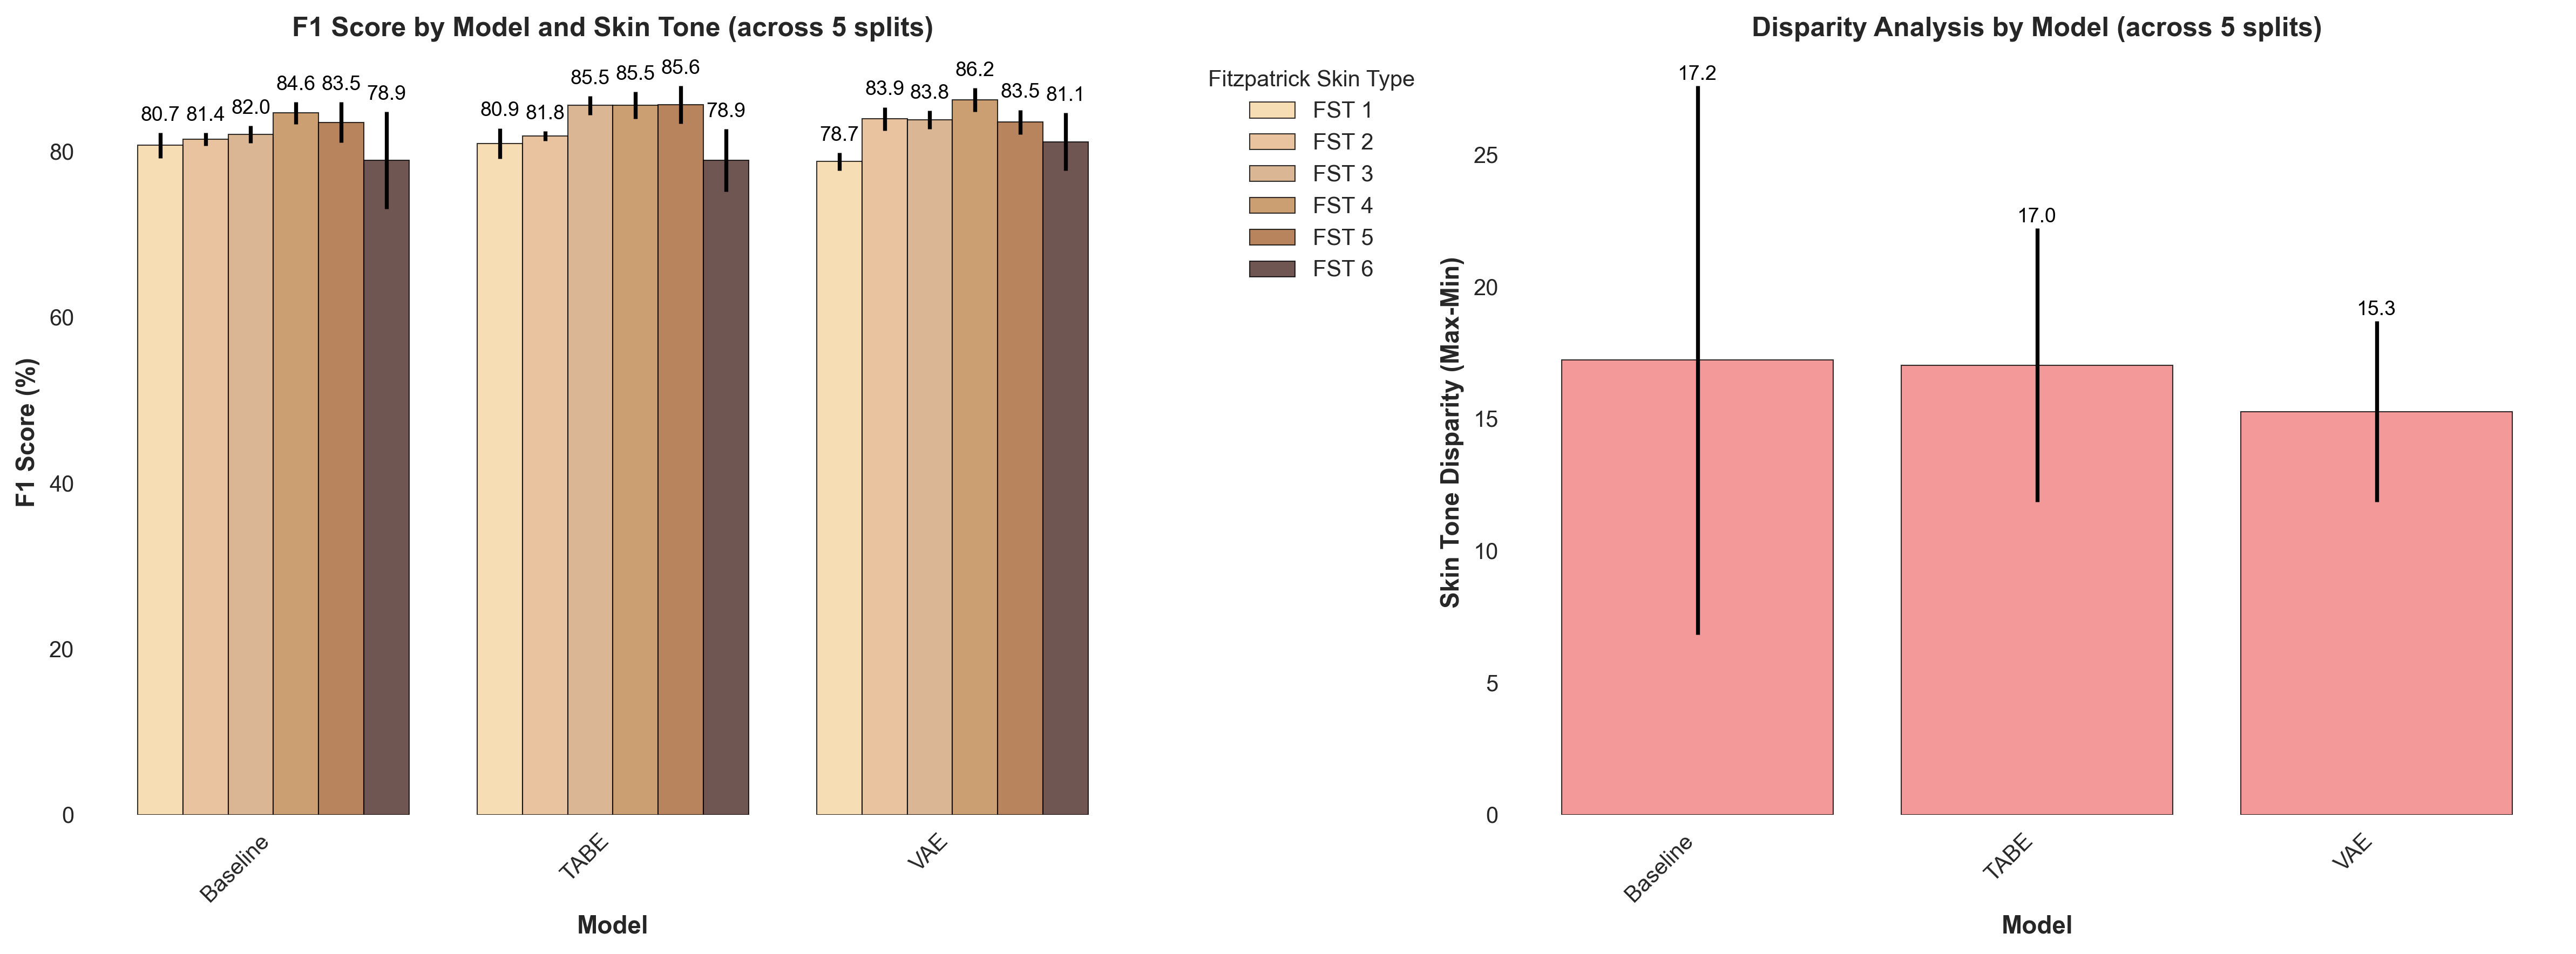 F1 Score by Model and Skin Tone (across 5 splits)
F1 Score (%)
80
60
40
20
0
80.7 81.4 82.0 84.6 83.5 78.9
80.9 81.8 85.5 85.5 85.6 78.9
78.7 83.9 83.8 86.2 83.5 81.1
Baseline
TABE
VAE
Model
Fitzpatrick Skin Type
FST 1
FST 2
FST 3
FST 4
FST 5
FST 6
Disparity Analysis by Model (across 5 splits)
Skin Tone Disparity (Max-Min)
25
20
15
10
5
0
17.2
17.0
15.3
Baseline
TABE
VAE
Model